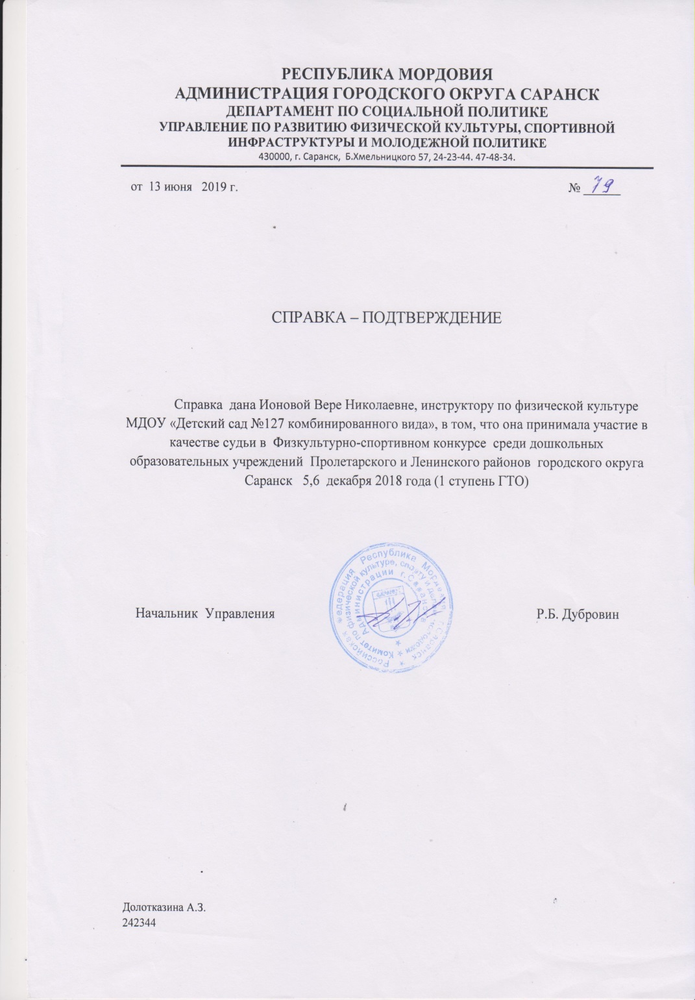 РЕСПУБЛИКА МОРДОВИЯ
АДМИНИСТРАЦИЯ ГОРОДСКОГО ОКРУГА САРАНСК
ДЕПАРТАМЕНТ ПО СОЦИАЛЬНОЙ ПОЛИТИКЕ
УПРАВЛЕНИЕ ПО РАЗВИТИЮ ФИЗИЧЕСКОЙ КУЛЬТУРЫ, СПОРТИВНОЙ
ИНФРАСТРУКТУРЫ И МОЛОДЕЖНОЙ ПОЛИТИКЕ
430000, г. Саранск, Б.Хмельницкого 57, 24-23-44. 47-48-34.
от 13 июня 2019 г. № 79
СПРАВКА – ПОДТВЕРЖДЕНИЕ
Справка дана Ионовой Вере Николаевне, инструктору по физической культуре
МДОУ «Детский сад №127 комбинированного вида», в том, что она принимала участие в
качестве судьи в Физкультурно-спортивном конкурсе среди дошкольных
образовательных учреждений Пролетарского и Ленинского районов городского округа
Саранск 5,6 декабря 2018 года (1 ступень ГТО)
Российская Федерация Республика Мордовия г.Саранск
Комитет по физической культуре, спорту и делам молодежи
Администрации г.Саранска
Начальник Управления Р.Б. Дубровин
Долотказина А.З.
242344